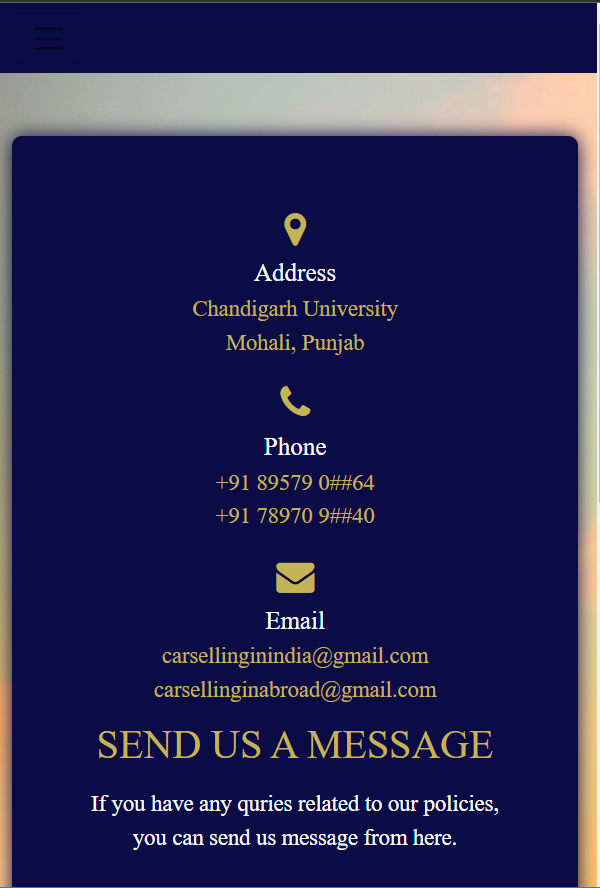 Address
Chandigarh University
Mohali, Punjab
Phone
+91 89579 0##64
+91 78970 9##40
Email
carsellinginindia@gmail.com
carsellinginabroad@gmail.com
SEND US A MESSAGE
If you have any quries related to our policies,
you can send us message from here.